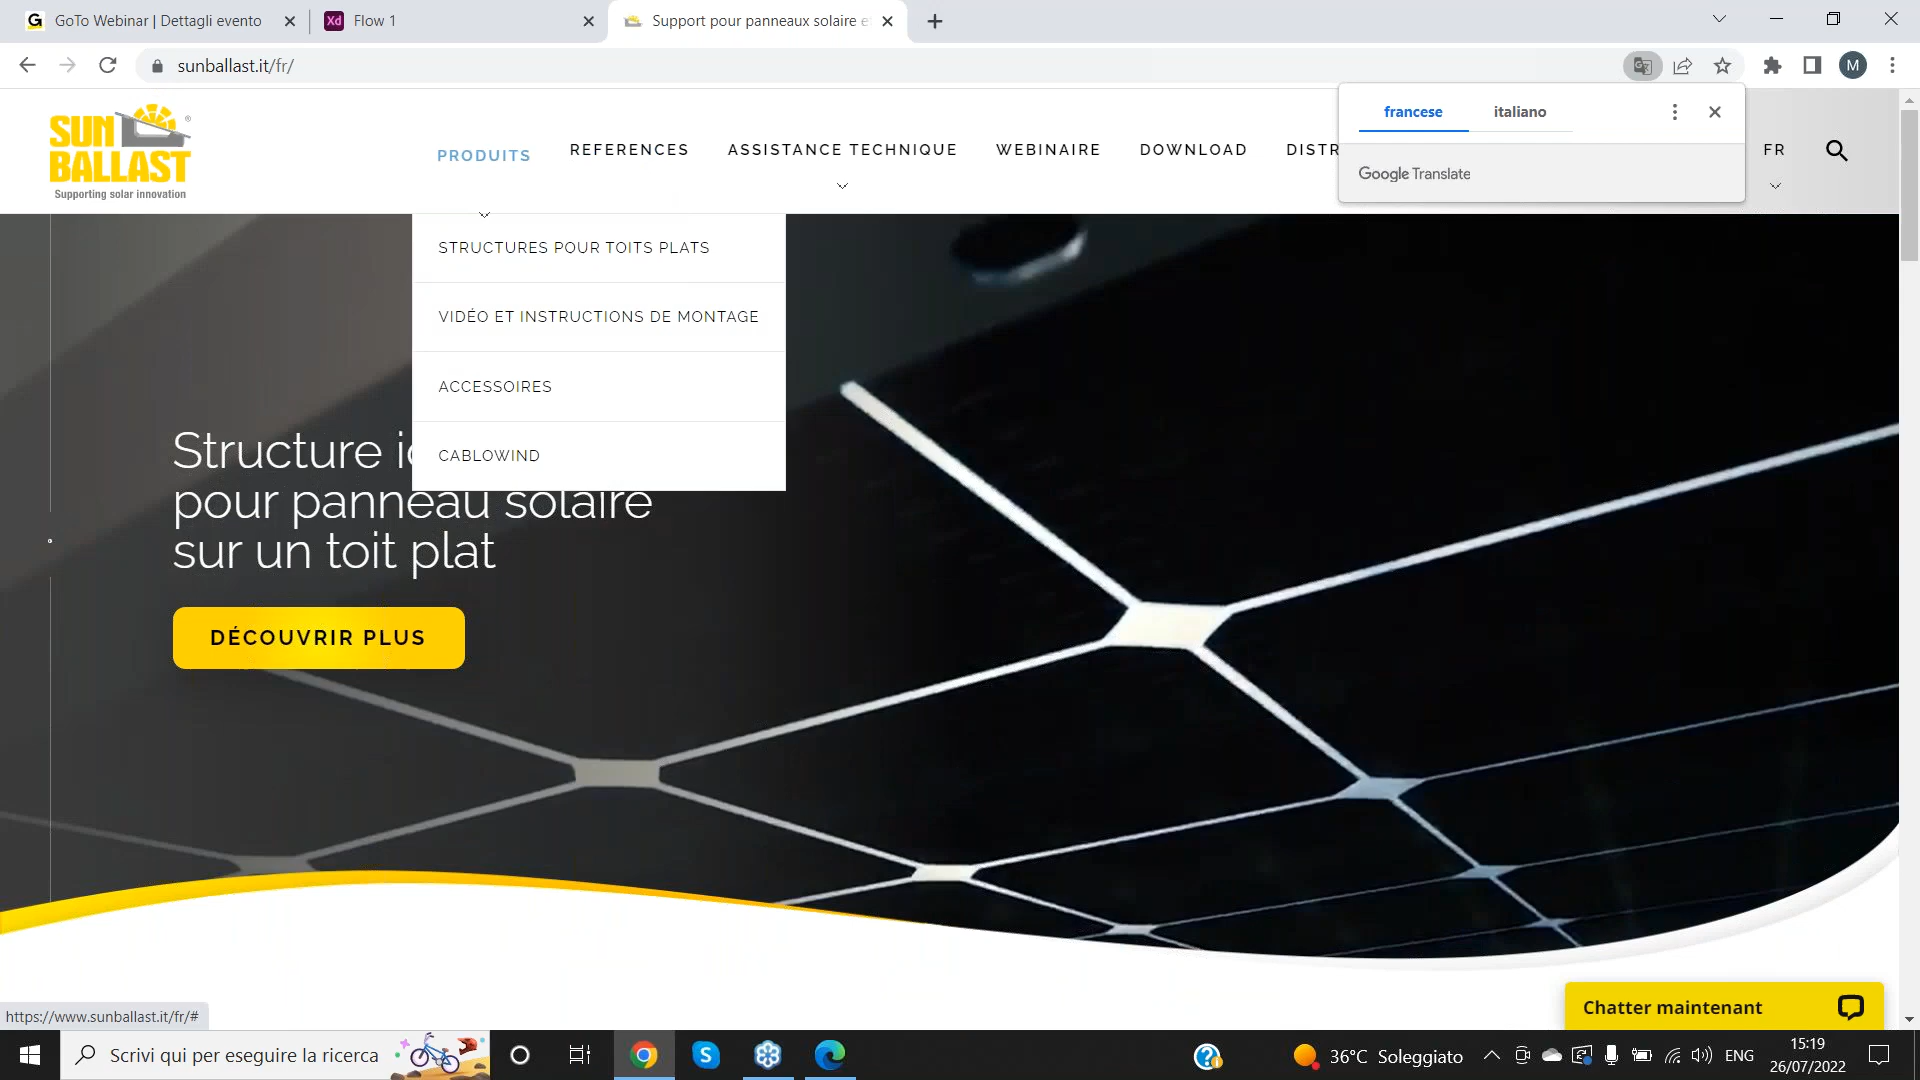 GoTo Webinar | Dettagli evento
Flow 1
Support pour panneaux solaire e
sunballast.it/fr/
M
SUN
BALLAST
®
Supporting solar innovation
PRODUITS
REFERENCES
ASSISTANCE TECHNIQUE
WEBINAIRE
DOWNLOAD
DISTR
francese
italiano
Google Translate
FR
STRUCTURES POUR TOITS PLATS
VIDÉO ET INSTRUCTIONS DE MONTAGE
ACCESSOIRES
CABLOWIND
Structure
pour panneau solaire
sur un toit plat
DÉCOUVRIR PLUS
Chatter maintenant
https://www.sunballast.it/fr/#
Scrivi qui per eseguire la ricerca
36°C Soleggiato
ENG
15:19
26/07/2022